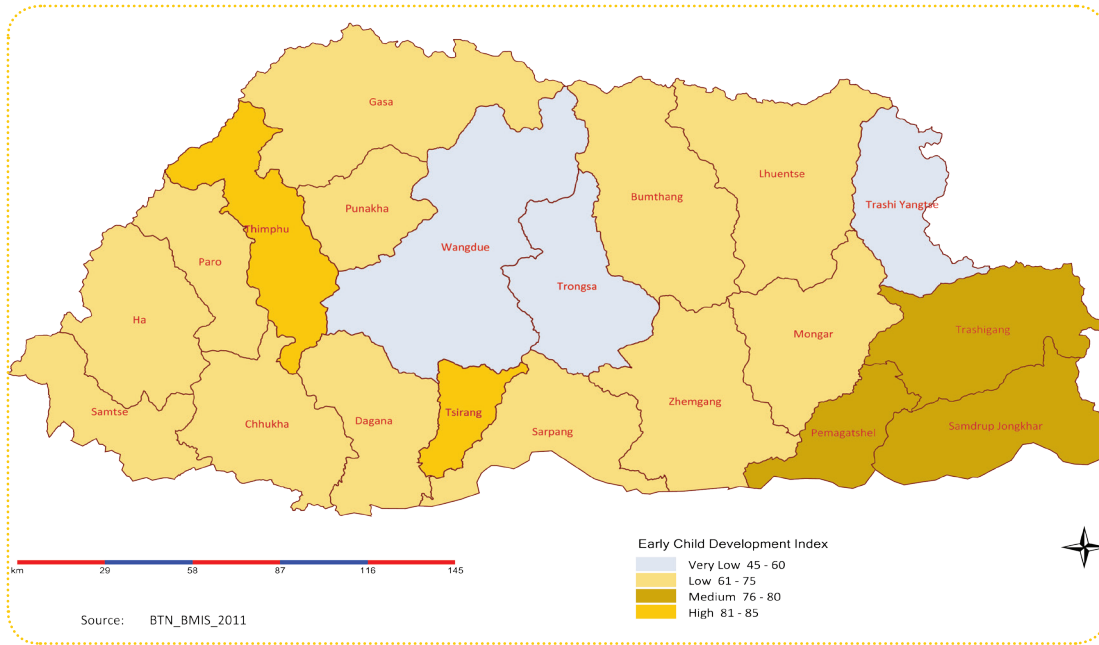 Gasa
Lhuentse
Bumthang
Trashi Yangtse
Punakha
Thimphu
Wangdue
Paro
Trongsa
Ha
Trashigang
Mongar
Zhemgang
Samtse
Tsirang
Dagana
Chhukha
Sarpang
Pemagatshel
Samdrup Jongkhar
Early Child Development Index
Very Low 45 - 60
Low 61 - 75
Medium 76 - 80
High 81 - 85
km 29 58 87 116 145
Source: BTN_BMIS_2011